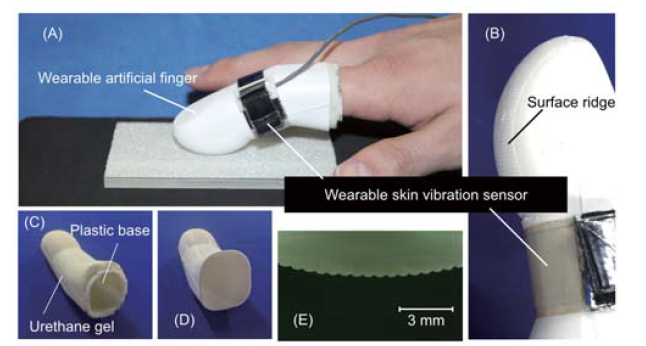 (A)
Wearable artificial finger
(B)
Surface ridge
Wearable skin vibration sensor
(C)
Plastic base
Urethane gel
(D)
(E)
3 mm